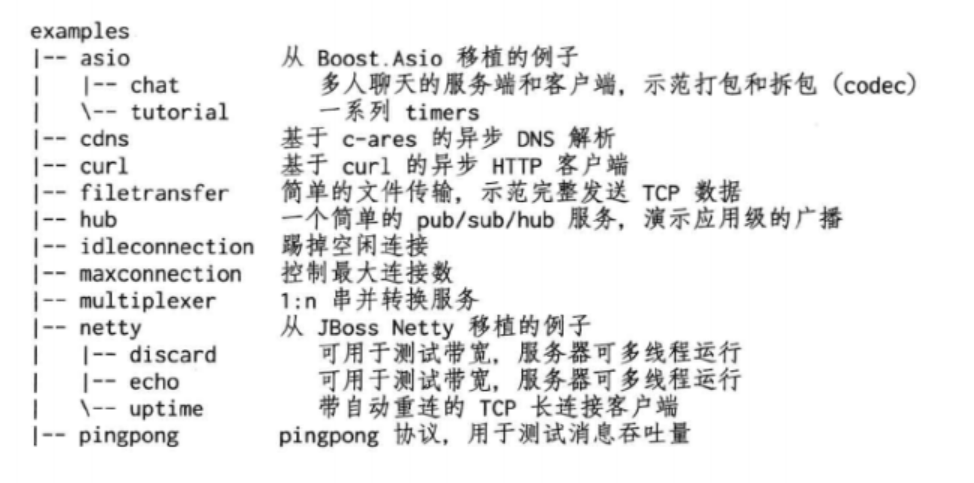 examples
|-- asio 从 Boost.Asio 移植的例子
| |-- chat 多人聊天的服务端和客户端, 示范打包和拆包 (codec)
| \-- tutorial 一系列 timers
|-- cdns 基于 c-ares 的异步 DNS 解析
|-- curl 基于 curl 的异步 HTTP 客户端
|-- filetransfer 简单的文件传输, 示范完整发送 TCP 数据
|-- hub 一个简单的 pub/sub/hub 服务, 演示应用级的广播
|-- idleconnection 踢掉空闲连接
|-- maxconnection 控制最大连接数
|-- multiplexer 1:n 串并转换服务
|-- netty 从 JBoss Netty 移植的例子
| |-- discard 可用于测试带宽, 服务器可多线程运行
| |-- echo 可用于测试带宽, 服务器可多线程运行
| \-- uptime 带自动重连的 TCP 长连接客户端
|-- pingpong pingpong 协议, 用于测试消息吞吐量